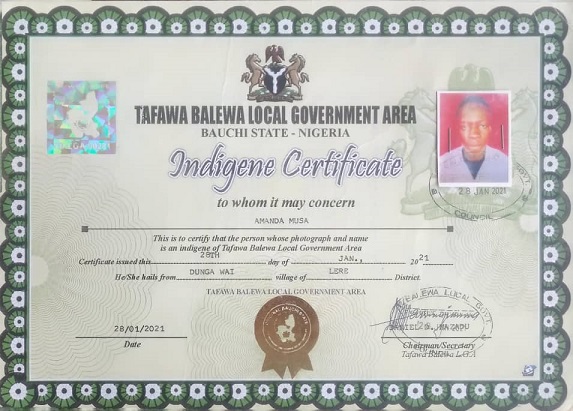 TAFAWA BALEWA LOCAL GOVERNMENT AREA
BAUCHI STATE - NIGERIA
Indigene Certificate
to whom it may concern
AMANDA MUSA
This is to certify that the person whose photograph and name
is an indigene of Tafawa Balewa Local Government Area
Certificate issued this 28TH day of JAN., 2021
He/She hails from DUNGA WAI village of LERE District.
TAFAWA BALEWA LOCAL GOVERNMENT AREA
28 JAN 2021
COUNCIL
28/01/2021
Date
BALEWA LOCAL GOVT
Chairman/Secretary
Tafawa Balewa L.G.A